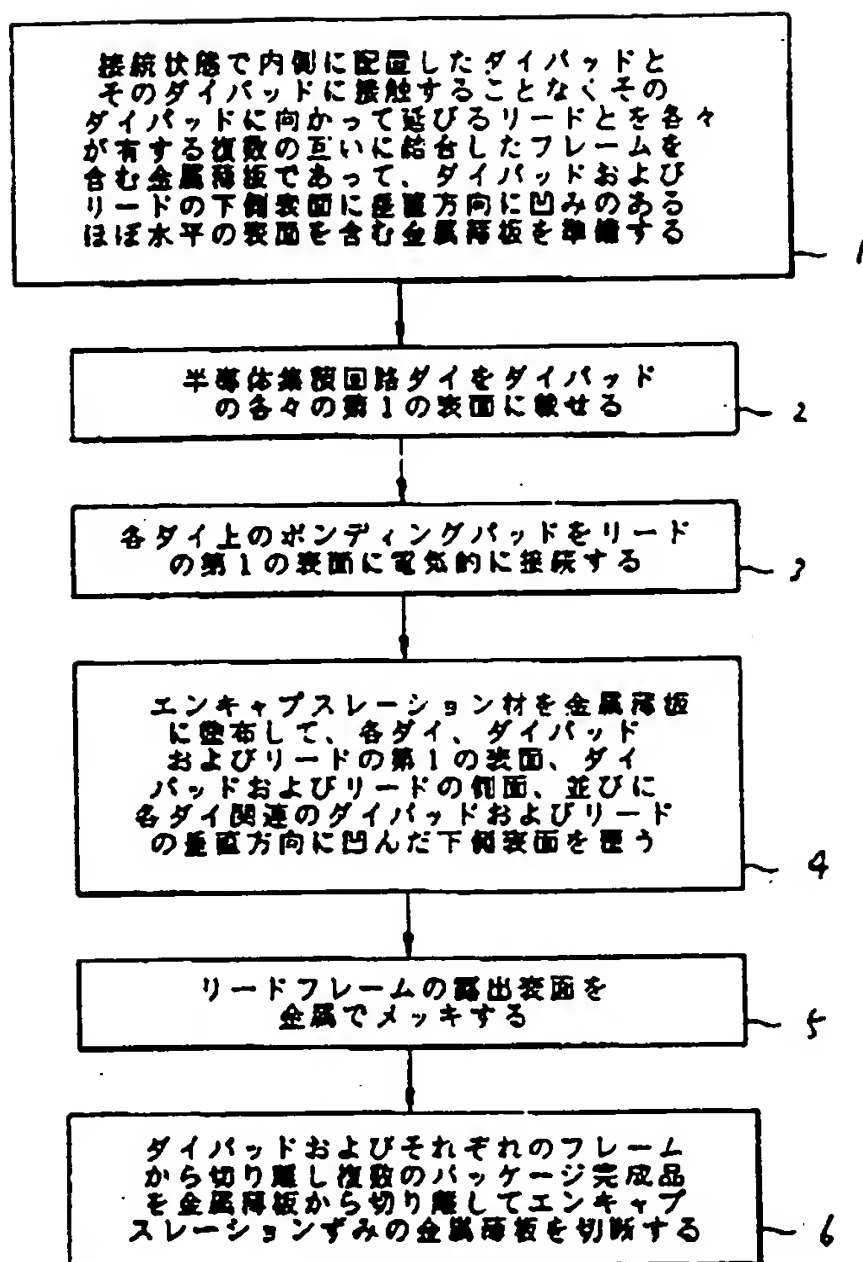 接続状態で内側に配置したダイパッドと
そのダイパッドに接触することなくその
ダイパッドに向かって延びるリードとを各々
が有する複数の互いに結合したフレームを
含む金属薄板であって、ダイパッドおよび
リードの下側表面に垂直方向に凹みのある
ほぼ水平の表面を含む金属薄板を準備する
1
半導体集積回路ダイをダイパッド
の各々の第1の表面に載せる
2
各ダイ上のボンディングパッドをリード
の第1の表面に電気的に接続する
3
エンキャプスレーション材を金属薄板
に塗布して、各ダイ、ダイパッド
およびリードの第1の表面、ダイ
パッドおよびリードの側面、並びに
各ダイ関連のダイパッドおよびリード
の垂直方向に凹んだ下側表面を覆う
4
リードフレームの露出表面を
金属でメッキする
5
ダイパッドおよびそれぞれのフレーム
から切り離し複数のパッケージ完成品
を金属薄板から切り離してエンキャプ
スレーションずみの金属薄板を切断する
6